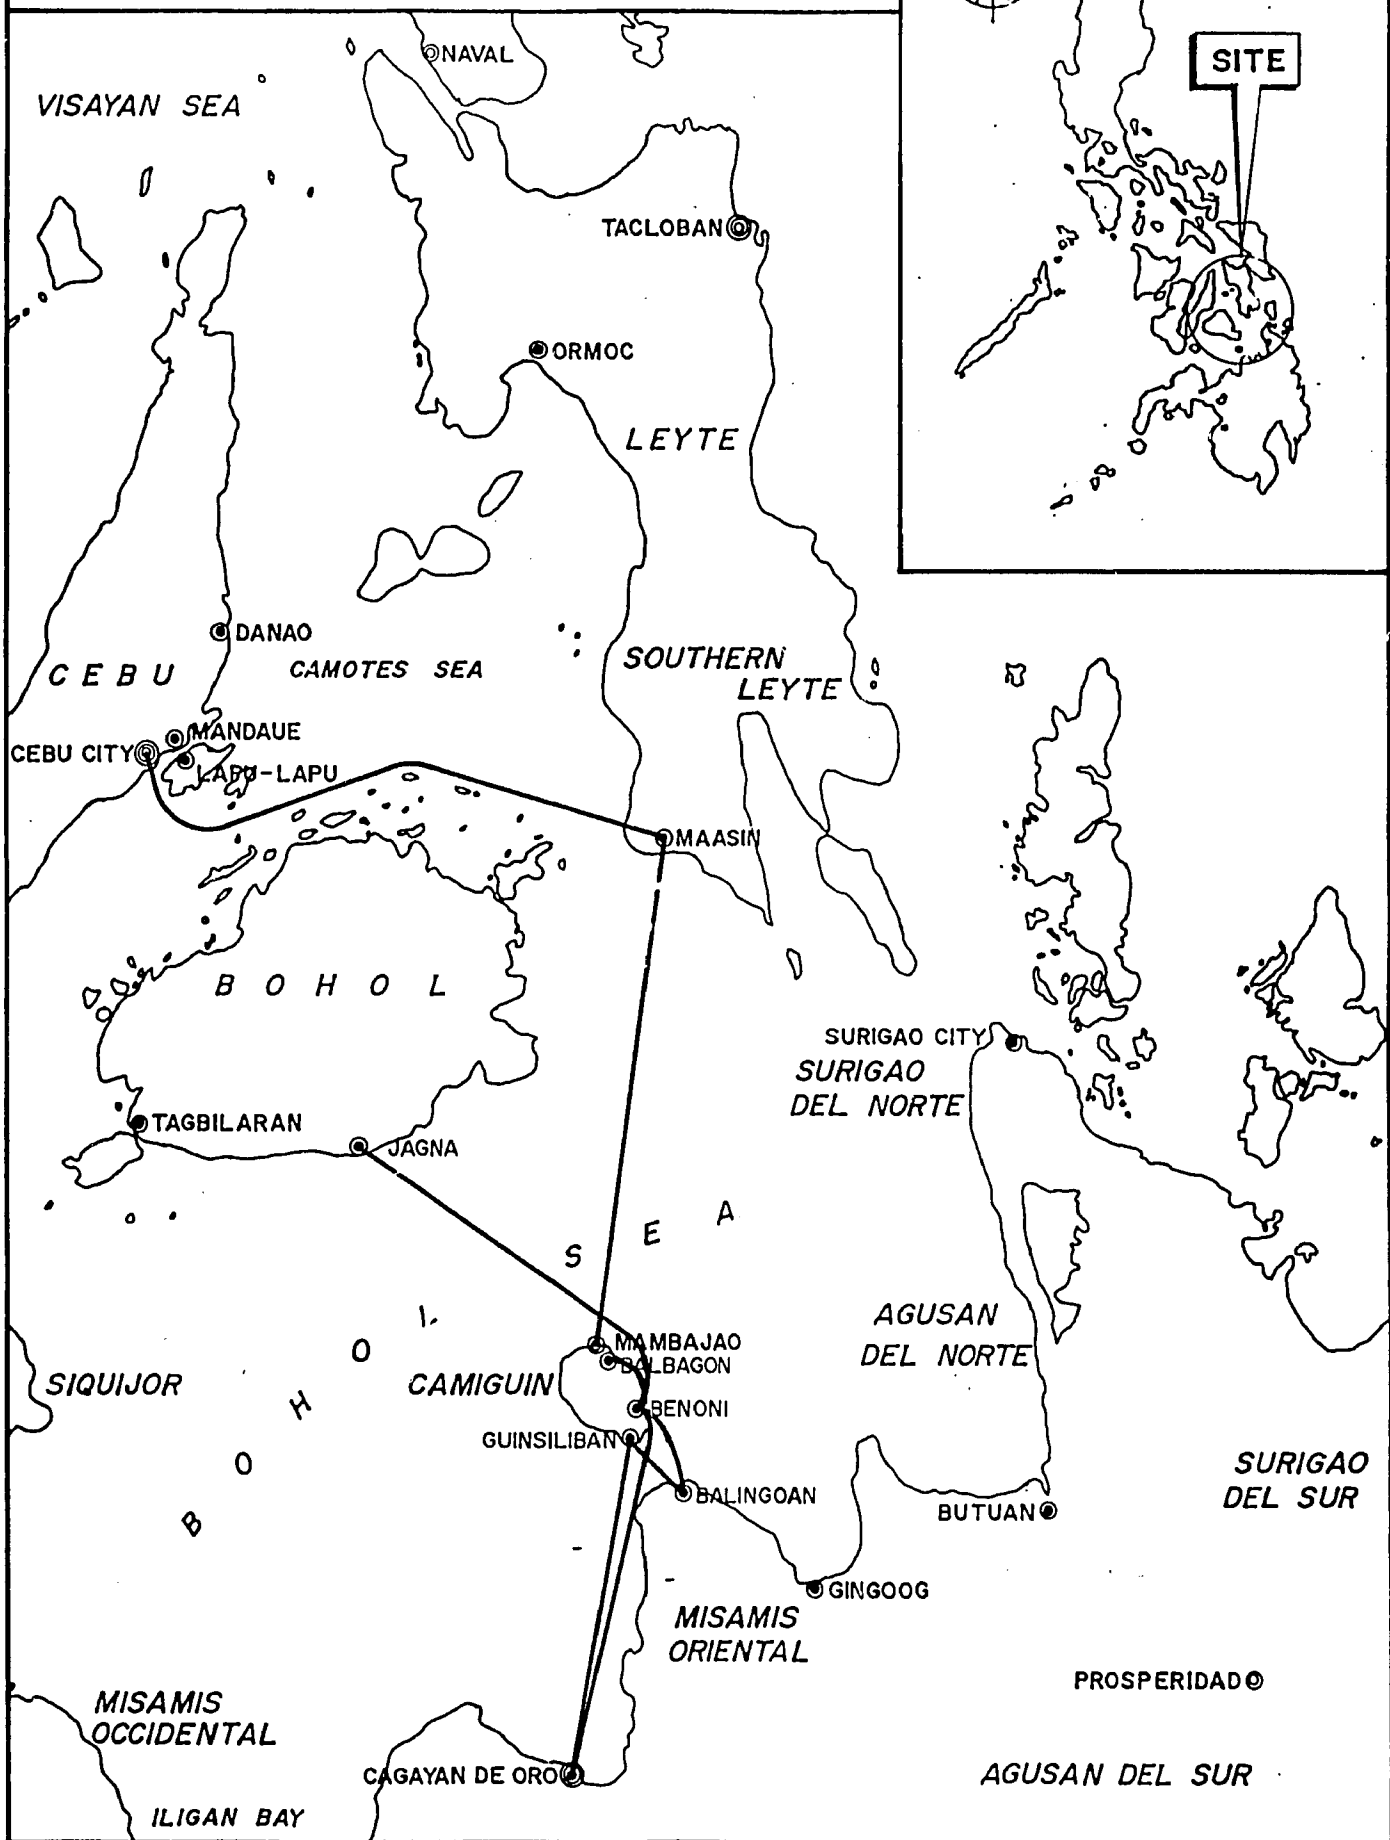 NAVAL
SITE
VISAYAN SEA
TACLOBAN
ORMOC
LEYTE
DANAO
CEBU
CAMOTES SEA
SOUTHERN
LEYTE
MANDAUE
CEBU CITY
LAPU-LAPU
MAASIN
BOHOL
SURIGAO CITY
SURIGAO
DEL NORTE
TAGBILARAN
JAGNA
BOHOL SEA
AGUSAN
DEL NORTE
MAMBAJAO
BALBAGON
SIQUIJOR
CAMIGUIN
BENONI
GUINSILIBAN
SURIGAO
DEL SUR
BALINGOAN
BUTUAN
GINGOOG
MISAMIS
ORIENTAL
PROSPERIDAD
MISAMIS
OCCIDENTAL
CAGAYAN DE ORO
AGUSAN DEL SUR
ILIGAN BAY